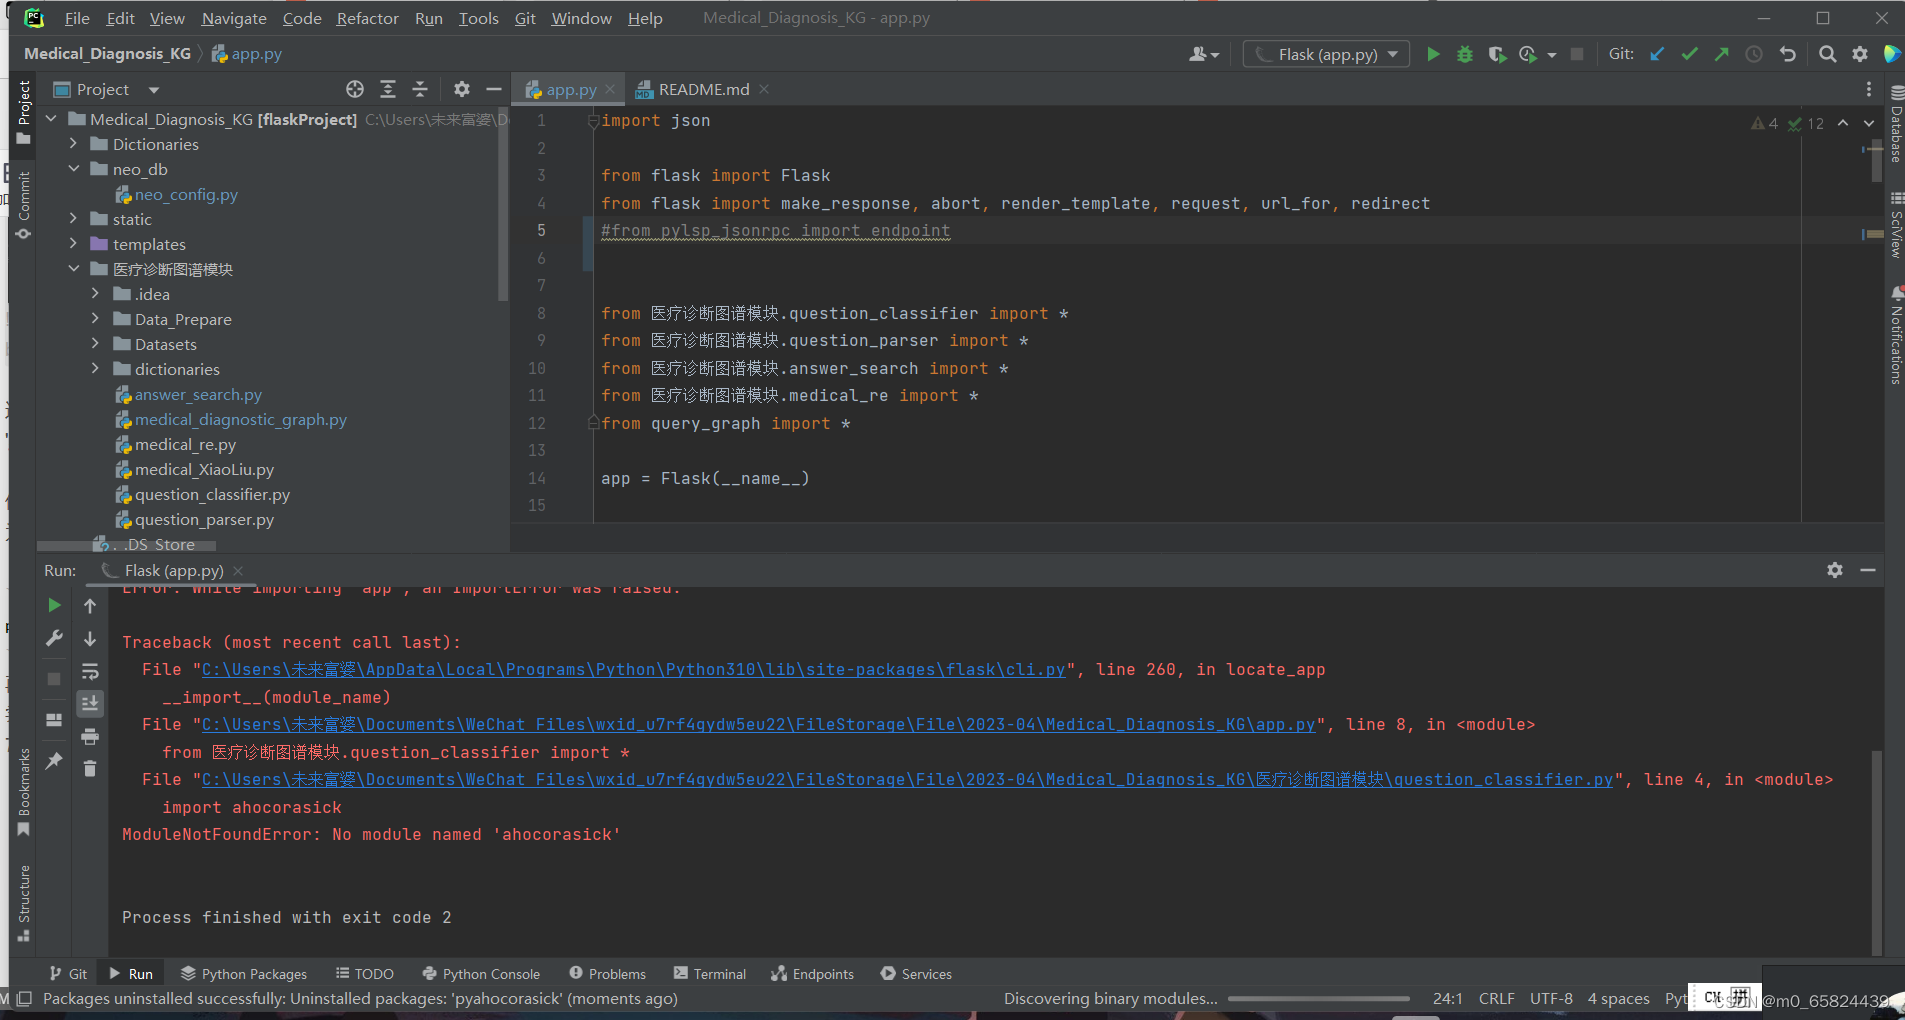 File Edit View Navigate Code Refactor Run Tools Git Window Help Medical_Diagnosis_KG - app.py
Medical_Diagnosis_KG app.py Flask (app.py) Git:
Project
app.py README.md
Medical_Diagnosis_KG [flaskProject] C:\Users\未来富婆\D
Dictionaries
neo_db
neo_config.py
static
templates
医疗诊断图谱模块
.idea
Data_Prepare
Datasets
dictionaries
answer_search.py
medical_diagnostic_graph.py
medical_re.py
medical_XiaoLiu.py
question_classifier.py
question_parser.py
.DS_Store
4 12
1 import json
2
3 from flask import Flask
4 from flask import make_response, abort, render_template, request, url_for, redirect
5 #from pylsp_jsonrpc import endpoint
6
7
8 from 医疗诊断图谱模块.question_classifier import *
9 from 医疗诊断图谱模块.question_parser import *
10 from 医疗诊断图谱模块.answer_search import *
11 from 医疗诊断图谱模块.medical_re import *
12 from query_graph import *
13
14 app = Flask(__name__)
15
Project
Commit
Bookmarks
Structure
Database
SciView
Notifications
Run: Flask (app.py)
Error: While importing 'app', an ImportError was raised:
Traceback (most recent call last):
File "C:\Users\未来富婆\AppData\Local\Programs\Python\Python310\lib\site-packages\flask\cli.py", line 260, in locate_app
__import__(module_name)
File "C:\Users\未来富婆\Documents\WeChat Files\wxid_u7rf4qydw5eu22\FileStorage\File\2023-04\Medical_Diagnosis_KG\app.py", line 8, in <module>
from 医疗诊断图谱模块.question_classifier import *
File "C:\Users\未来富婆\Documents\WeChat Files\wxid_u7rf4qydw5eu22\FileStorage\File\2023-04\Medical_Diagnosis_KG\医疗诊断图谱模块\question_classifier.py", line 4, in <module>
import ahocorasick
ModuleNotFoundError: No module named 'ahocorasick'
Process finished with exit code 2
Git Run Python Packages TODO Python Console Problems Terminal Endpoints Services
Packages uninstalled successfully: Uninstalled packages: 'pyahocorasick' (moments ago) Discovering binary modules... 24:1 CRLF UTF-8 4 spaces Pyt
CSDN @m0_65824439